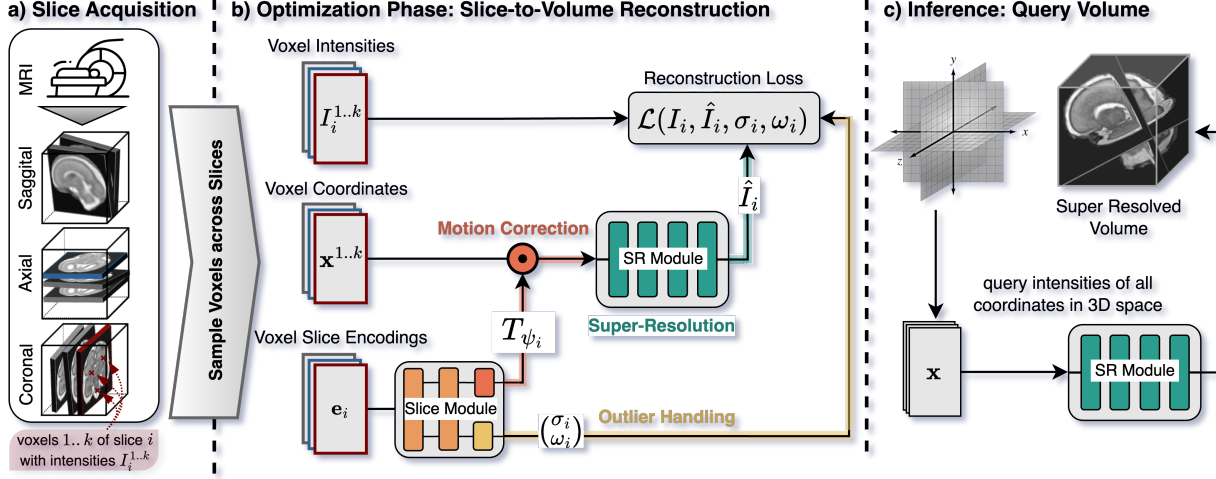 a) Slice Acquisition
MRI
Saggital
Axial
Coronal
voxels 1.. k of slice i
with intensities I_i^{1..k}
Sample Voxels across Slices
b) Optimization Phase: Slice-to-Volume Reconstruction
Voxel Intensities
I_i^{1..k}
Reconstruction Loss
ℒ(I_i, Î_i, σ_i, ω_i)
Voxel Coordinates
x^{1..k}
Motion Correction
SR Module
Super-Resolution
Î_i
T_{ψ_i}
Voxel Slice Encodings
e_i
Slice Module
(σ_i
ω_i)
Outlier Handling
c) Inference: Query Volume
y
x
z
Super Resolved
Volume
query intensities of all
coordinates in 3D space
x
SR Module